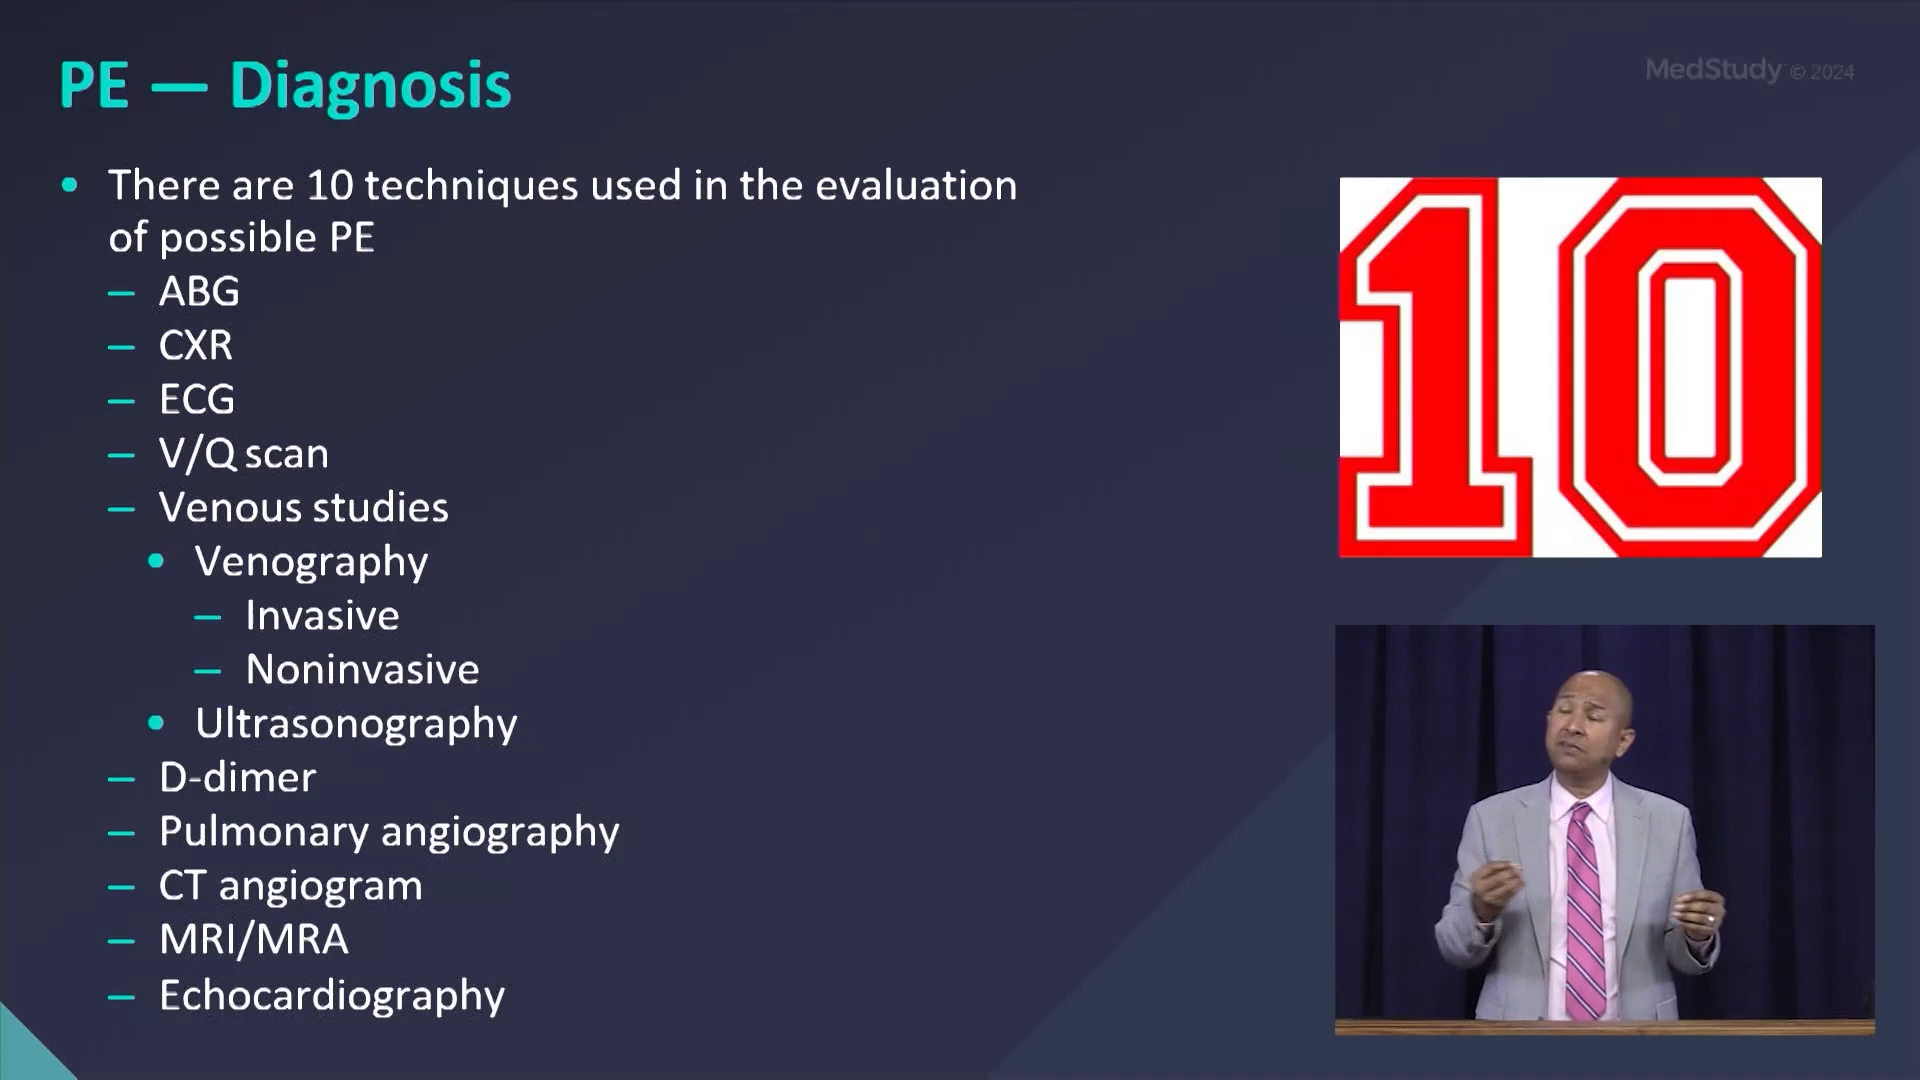 PE — Diagnosis
MedStudy © 2024
• There are 10 techniques used in the evaluation
of possible PE
– ABG
– CXR
– ECG
– V/Q scan
– Venous studies
• Venography
– Invasive
– Noninvasive
• Ultrasonography
– D-dimer
– Pulmonary angiography
– CT angiogram
– MRI/MRA
– Echocardiography
10